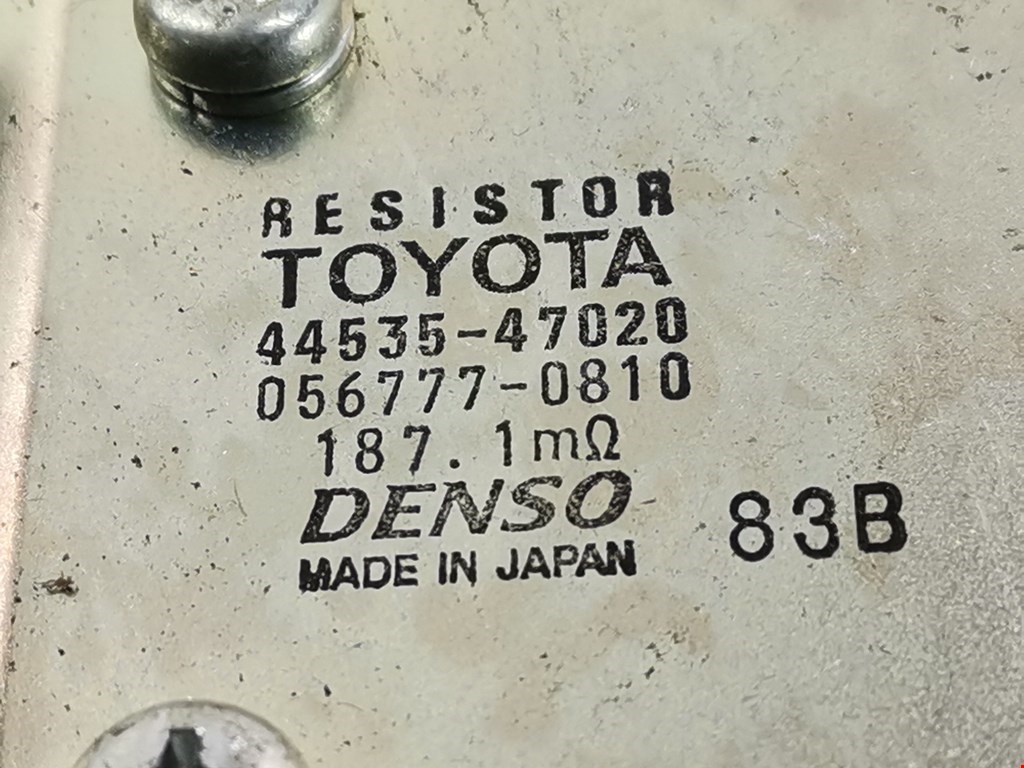 RESISTOR
TOYOTA
44535-47020
056777-0810
187.1mΩ
DENSO
83B
MADE IN JAPAN